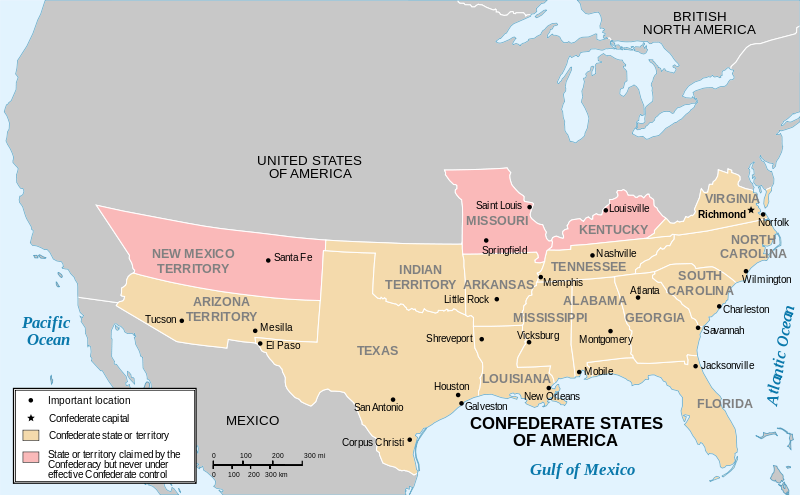 BRITISH
NORTH AMERICA
UNITED STATES
OF AMERICA
Saint Louis
MISSOURI
Springfield
Louisville
KENTUCKY
VIRGINIA
Richmond
Norfolk
NEW MEXICO
TERRITORY
Santa Fe
INDIAN
TERRITORY
ARKANSAS
Little Rock
Nashville
TENNESSEE
Memphis
NORTH
CAROLINA
Wilmington
SOUTH
CAROLINA
Charleston
ARIZONA
TERRITORY
Tucson
Mesilla
El Paso
MISSISSIPPI
Vicksburg
ALABAMA
Montgomery
Atlanta
GEORGIA
Savannah
Pacific
Ocean
Atlantic Ocean
TEXAS
Shreveport
LOUISIANA
New Orleans
Mobile
Jacksonville
FLORIDA
Houston
Galveston
San Antonio
Corpus Christi
MEXICO
CONFEDERATE STATES
OF AMERICA
Gulf of Mexico
Important location
Confederate capital
Confederate state or territory
State or territory claimed by the
Confederacy but never under
effective Confederate control
0 100 200 300 mi
0 100 200 300 km